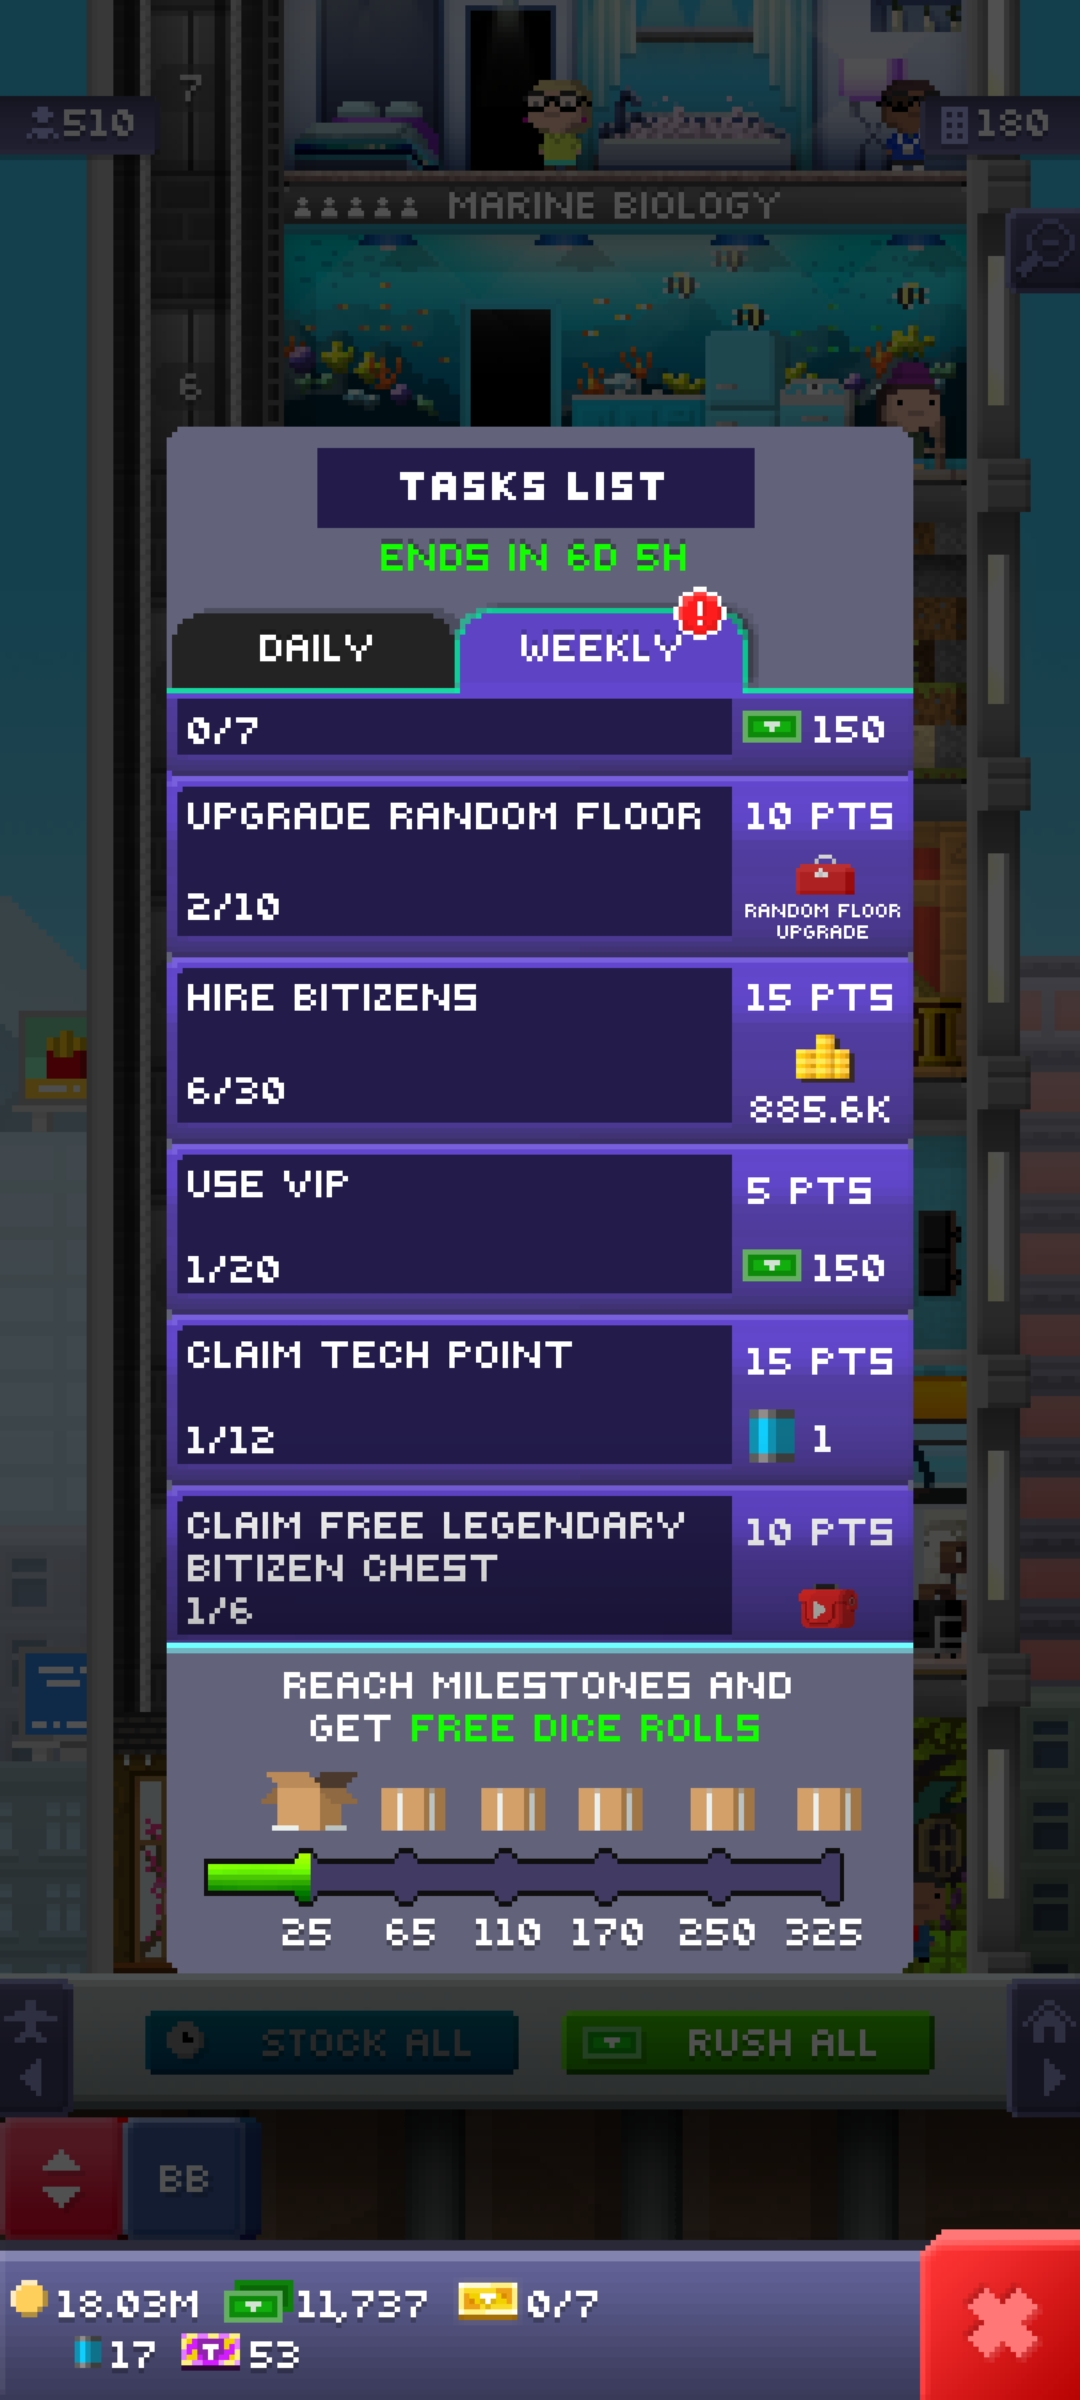 7
510
180
MARINE BIOLOGY
6
TASKS LIST
ENDS IN 6D 5H
DAILY
WEEKLY
!
0/7
150
UPGRADE RANDOM FLOOR
10 PTS
2/10
RANDOM FLOOR
UPGRADE
HIRE BITIZENS
15 PTS
6/30
885.6K
USE VIP
5 PTS
1/20
150
CLAIM TECH POINT
15 PTS
1/12
1
CLAIM FREE LEGENDARY
BITIZEN CHEST
10 PTS
1/6
REACH MILESTONES AND
GET FREE DICE ROLLS
25 65 110 170 250 325
STOCK ALL
RUSH ALL
BB
18.03M 11,737 0/7
17 53